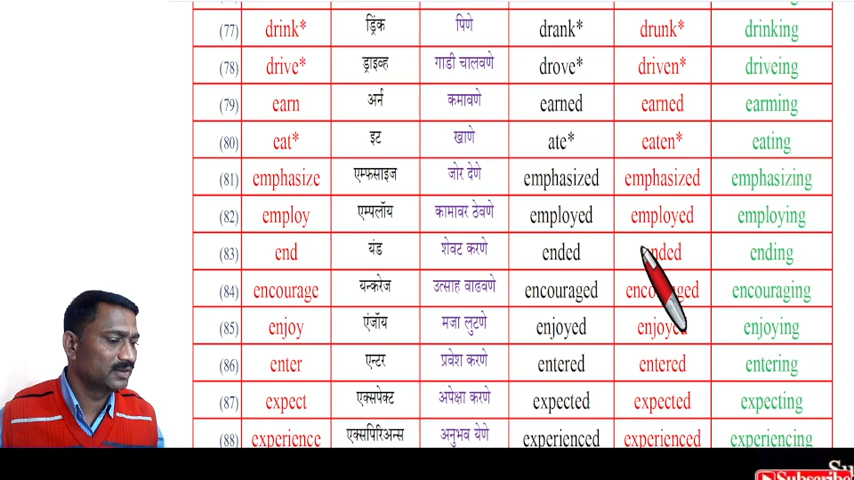 (77) drink* ड्रिंक पिणे drank* drunk* drinking
(78) drive* ड्राइव्ह गाडी चालवणे drove* driven* driveing
(79) earn अर्न कमावणे earned earned earming
(80) eat* इट खाणे ate* eaten* eating
(81) emphasize एम्फसाइज जोर देणे emphasized emphasized emphasizing
(82) employ एम्पलॉय कामावर ठेवणे employed employed employing
(83) end यंड शेवट करणे ended ended ending
(84) encourage यन्करेज उत्साह वाढवणे encouraged encouraged encouraging
(85) enjoy एंजॉय मजा लुटणे enjoyed enjoyed enjoying
(86) enter एन्टर प्रवेश करणे entered entered entering
(87) expect एक्सपेक्ट अपेक्षा करणे expected expected expecting
(88) experience एक्सपिरिअन्स अनुभव येणे experienced experienced experiencing
Subscribe